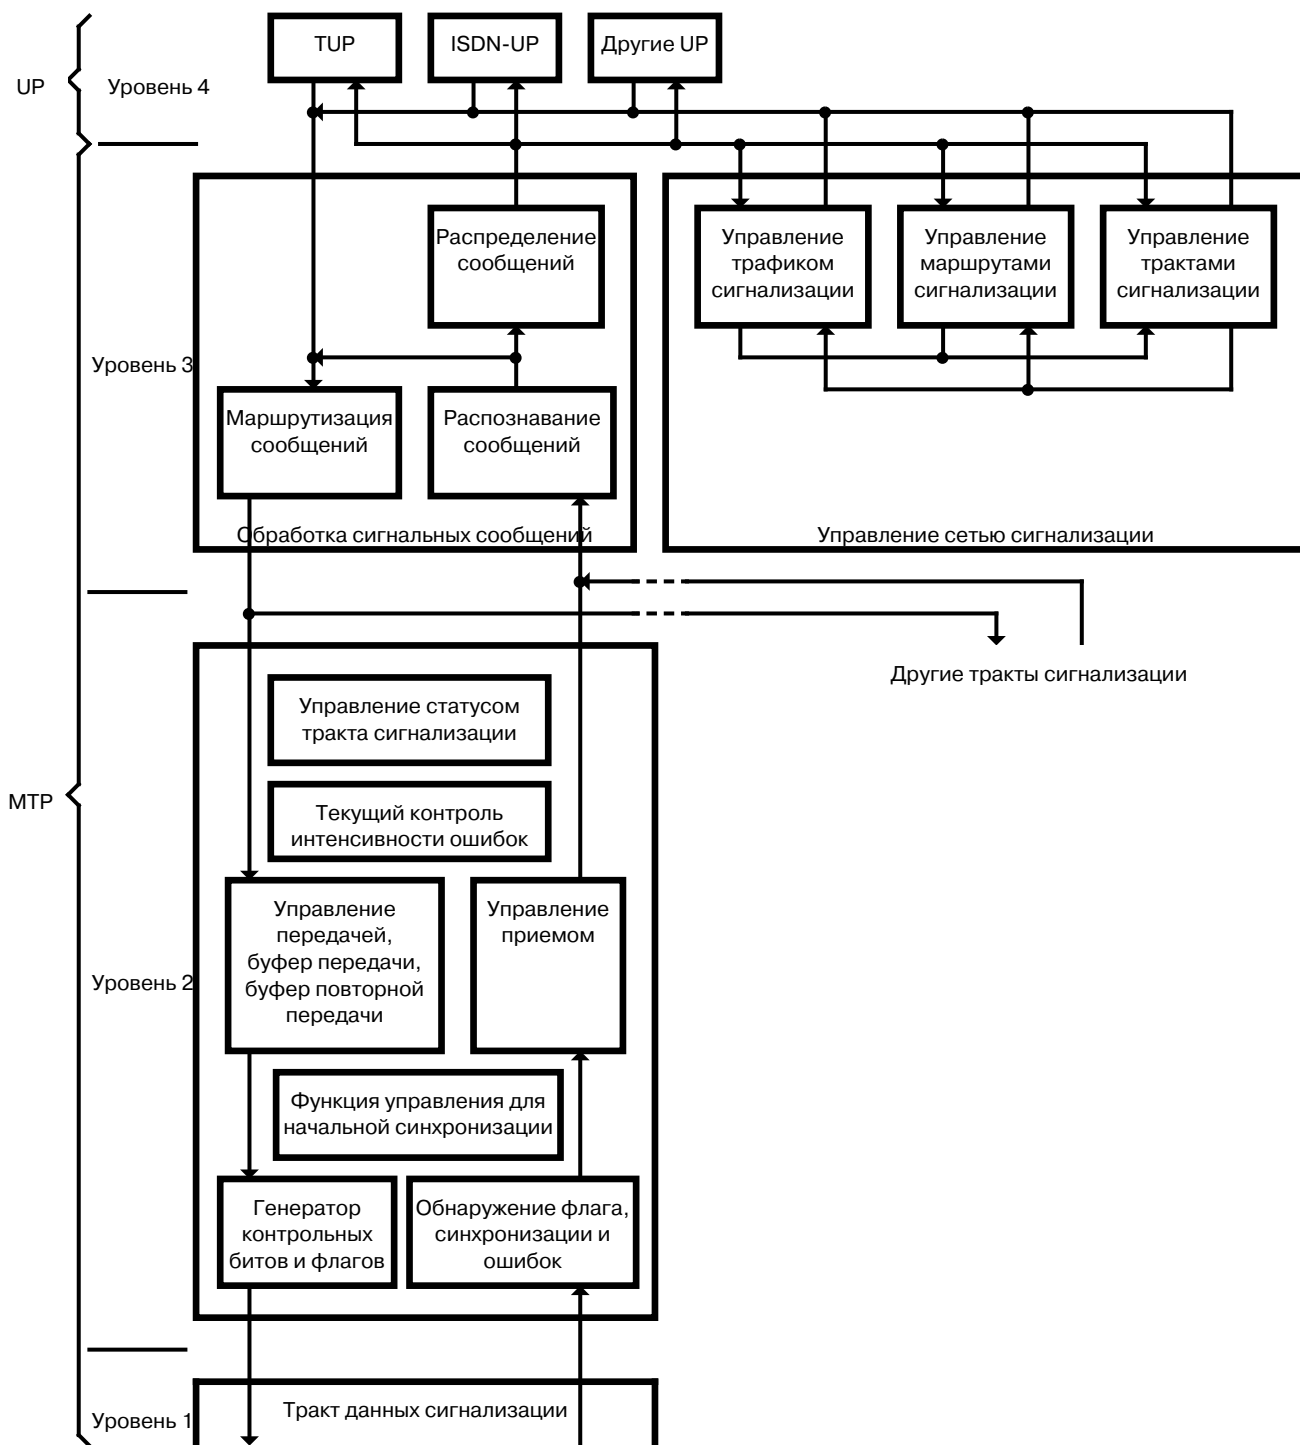 TUP
ISDN-UP
Другие UP
UP
Уровень 4
Распределение
сообщений
Управление
трафиком
сигнализации
Управление
маршрутами
сигнализации
Управление
трактами
сигнализации
Уровень 3
Маршрутизация
сообщений
Распознавание
сообщений
Обработка сигнальных сообщений
Управление сетью сигнализации
Другие тракты сигнализации
Управление статусом
тракта сигнализации
MTP
Текущий контроль
интенсивности ошибок
Управление
передачей,
буфер передачи,
буфер повторной
передачи
Управление
приемом
Уровень 2
Функция управления для
начальной синхронизации
Генератор
контрольных
битов и флагов
Обнаружение флага,
синхронизации и
ошибок
Уровень 1
Тракт данных сигнализации